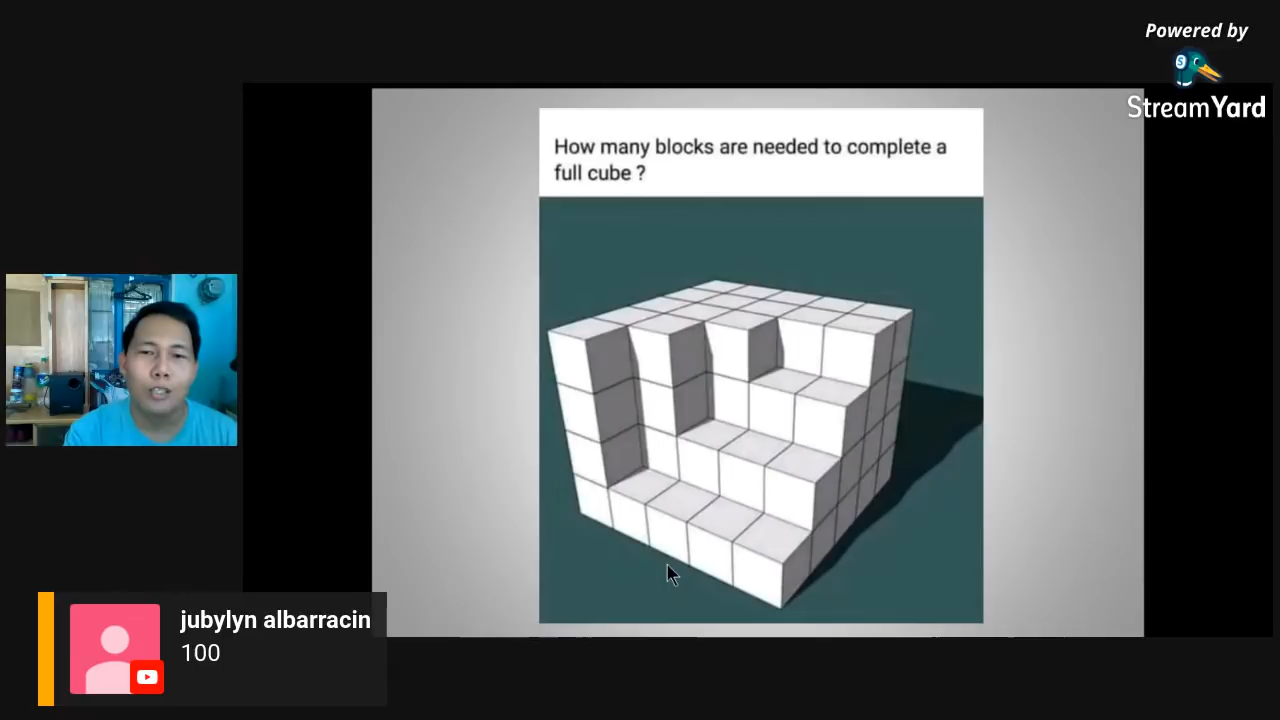 Powered by
StreamYard
How many blocks are needed to complete a
full cube ?
jubylyn albarracin
100